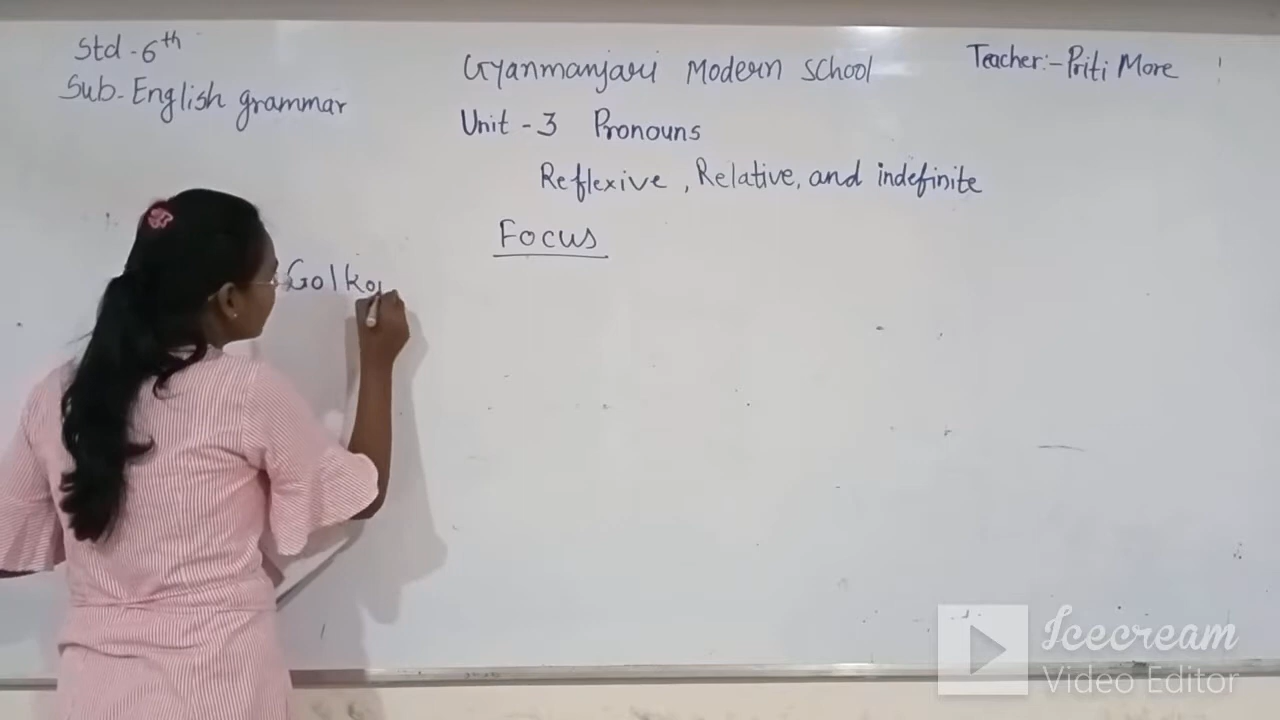 Std - 6th
Sub- English grammar
Gyanmanjari Modern School
Teacher:- Priti More
Unit - 3 Pronouns
Reflexive , Relative, and indefinite
Focus
Golko
Icecream
Video Editor